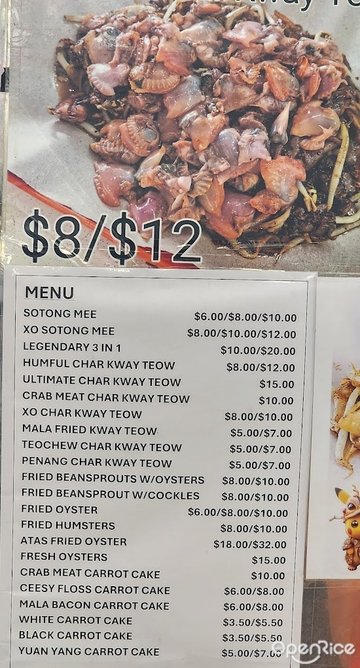 $8/$12
MENU
SOTONG MEE $6.00/$8.00/$10.00
XO SOTONG MEE $8.00/$10.00/$12.00
LEGENDARY 3 IN 1 $10.00/$20.00
HUMFUL CHAR KWAY TEOW $8.00/$12.00
ULTIMATE CHAR KWAY TEOW $15.00
CRAB MEAT CHAR KWAY TEOW $10.00
XO CHAR KWAY TEOW $8.00/$10.00
MALA FRIED KWAY TEOW $5.00/$7.00
TEOCHEW CHAR KWAY TEOW $5.00/$7.00
PENANG CHAR KWAY TEOW $5.00/$7.00
FRIED BEANSPROUTS W/OYSTERS $8.00/$10.00
FRIED BEANSPROUT W/COCKLES $8.00/$10.00
FRIED OYSTER $6.00/$8.00/$10.00
FRIED HUMSTERS $8.00/$10.00
ATAS FRIED OYSTER $18.00/$32.00
FRESH OYSTERS $15.00
CRAB MEAT CARROT CAKE $10.00
CEESY FLOSS CARROT CAKE $6.00/$8.00
MALA BACON CARROT CAKE $6.00/$8.00
WHITE CARROT CAKE $3.50/$5.50
BLACK CARROT CAKE $3.50/$5.50
YUAN YANG CARROT CAKE $5.00/$7.00
OpenRice